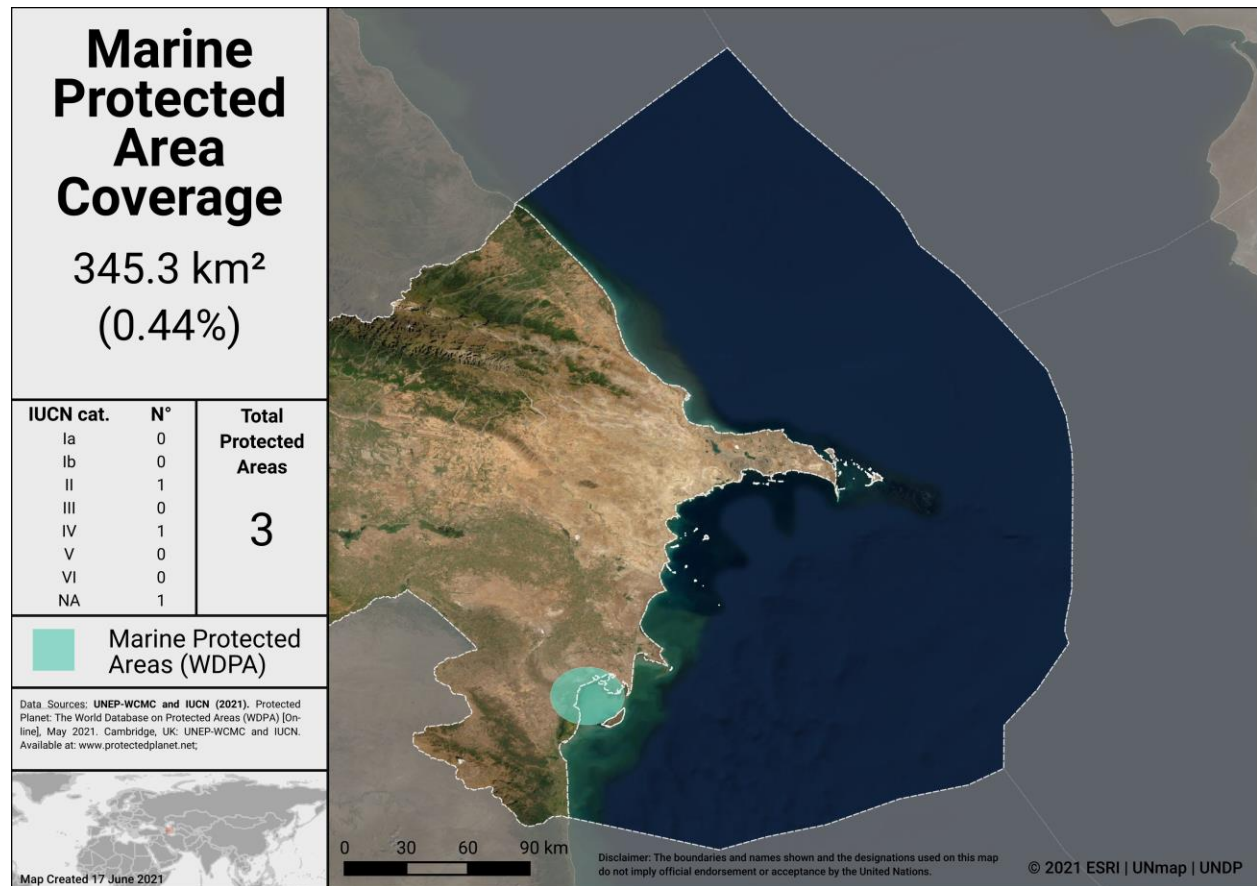 Marine
Protected
Area
Coverage
345.3 km²
(0.44%)
IUCN cat. N°
Ia 0
Ib 0
II 1
III 0
IV 1
V 0
VI 0
NA 1
Total
Protected
Areas
3
Marine Protected
Areas (WDPA)
Data Sources: UNEP-WCMC and IUCN (2021). Protected
Planet: The World Database on Protected Areas (WDPA) [On-
line], May 2021. Cambridge, UK: UNEP-WCMC and IUCN.
Available at: www.protectedplanet.net;
Map Created 17 June 2021
0 30 60 90 km
Disclaimer: The boundaries and names shown and the designations used on this map
do not imply official endorsement or acceptance by the United Nations.
© 2021 ESRI | UNmap | UNDP